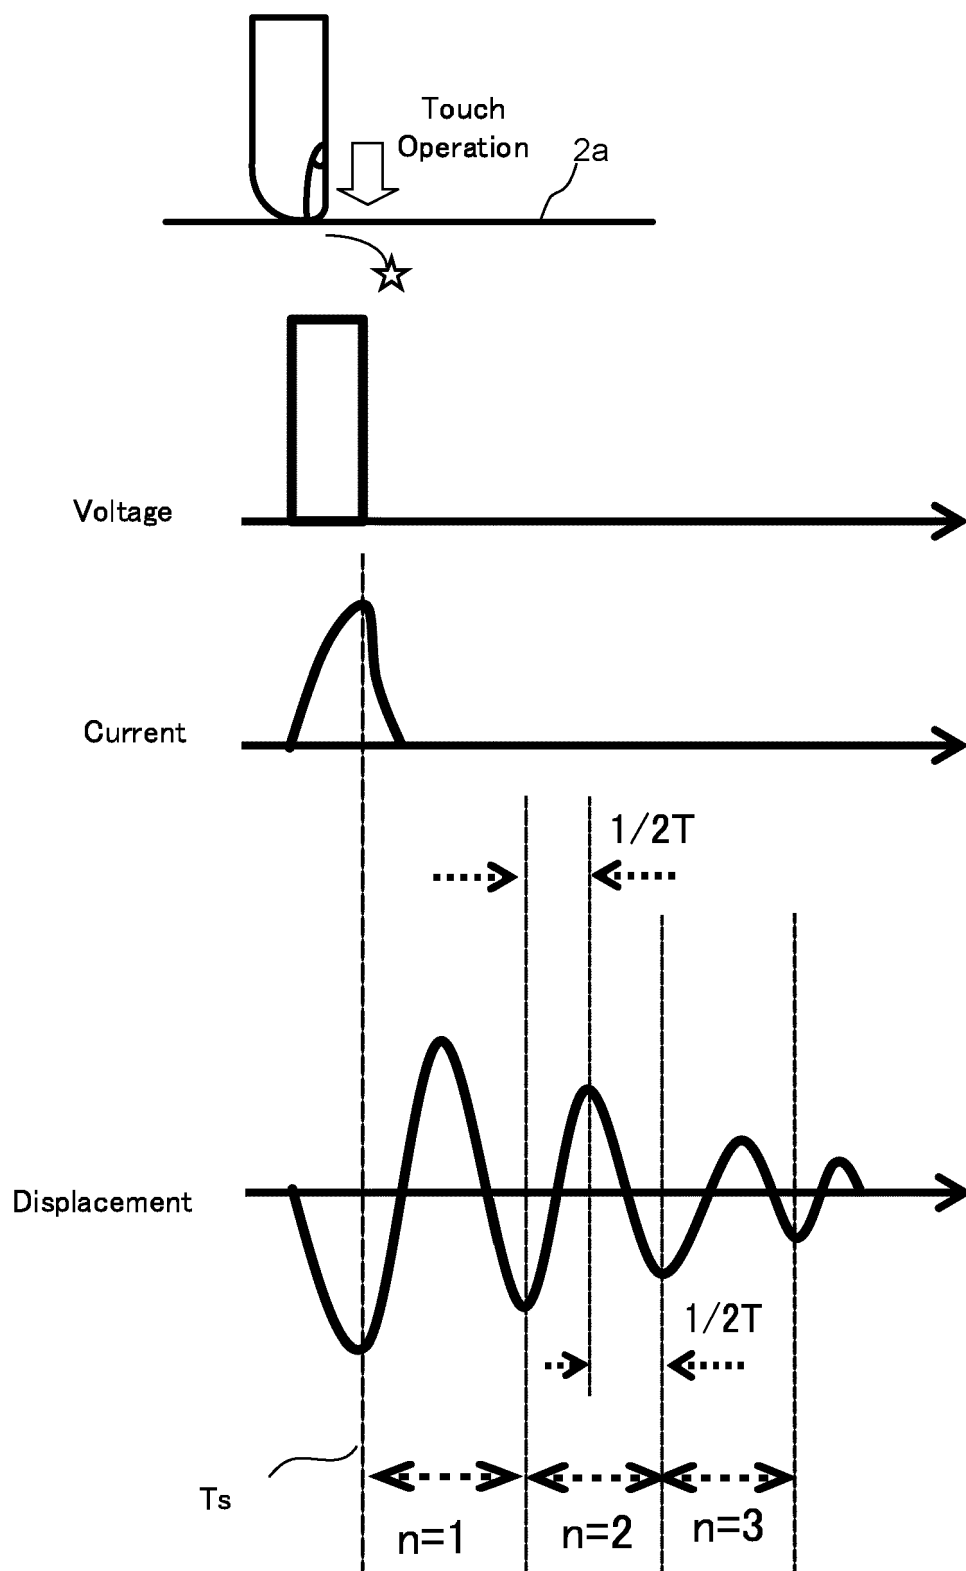 Touch
Operation
2a
Voltage
Current
1/2T
Displacement
1/2T
Ts
n=1
n=2
n=3